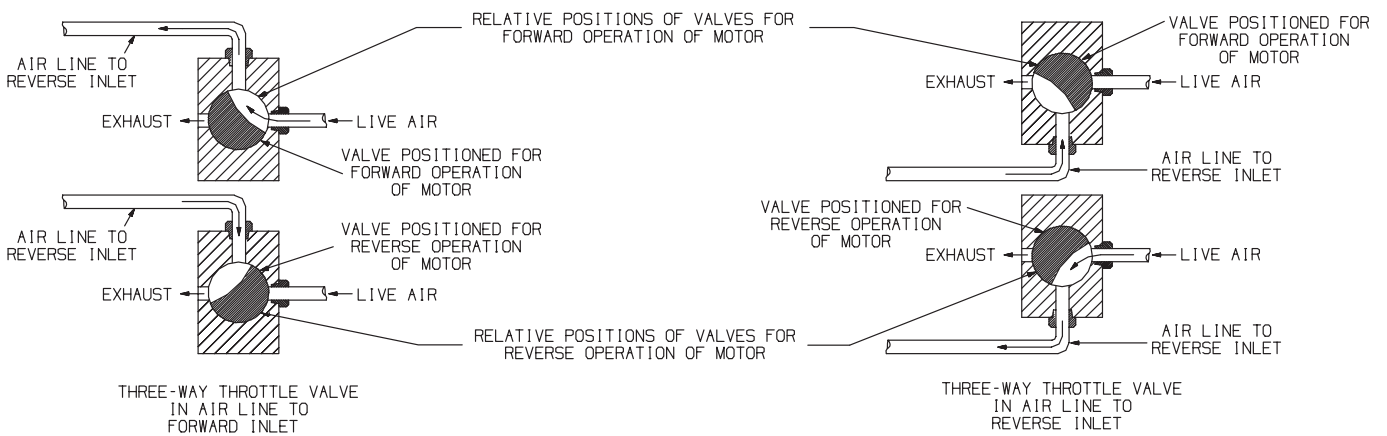 AIR LINE TO
REVERSE INLET
EXHAUST
LIVE AIR
VALVE POSITIONED FOR
FORWARD OPERATION
OF MOTOR
RELATIVE POSITIONS OF VALVES FOR
FORWARD OPERATION OF MOTOR
VALVE POSITIONED FOR
FORWARD OPERATION
OF MOTOR
EXHAUST
LIVE AIR
AIR LINE TO
REVERSE INLET
AIR LINE TO
REVERSE INLET
VALVE POSITIONED FOR
REVERSE OPERATION
OF MOTOR
EXHAUST
LIVE AIR
RELATIVE POSITIONS OF VALVES FOR
REVERSE OPERATION OF MOTOR
VALVE POSITIONED FOR
REVERSE OPERATION
OF MOTOR
EXHAUST
LIVE AIR
AIR LINE TO
REVERSE INLET
THREE-WAY THROTTLE VALVE
IN AIR LINE TO
FORWARD INLET
THREE-WAY THROTTLE VALVE
IN AIR LINE TO
REVERSE INLET